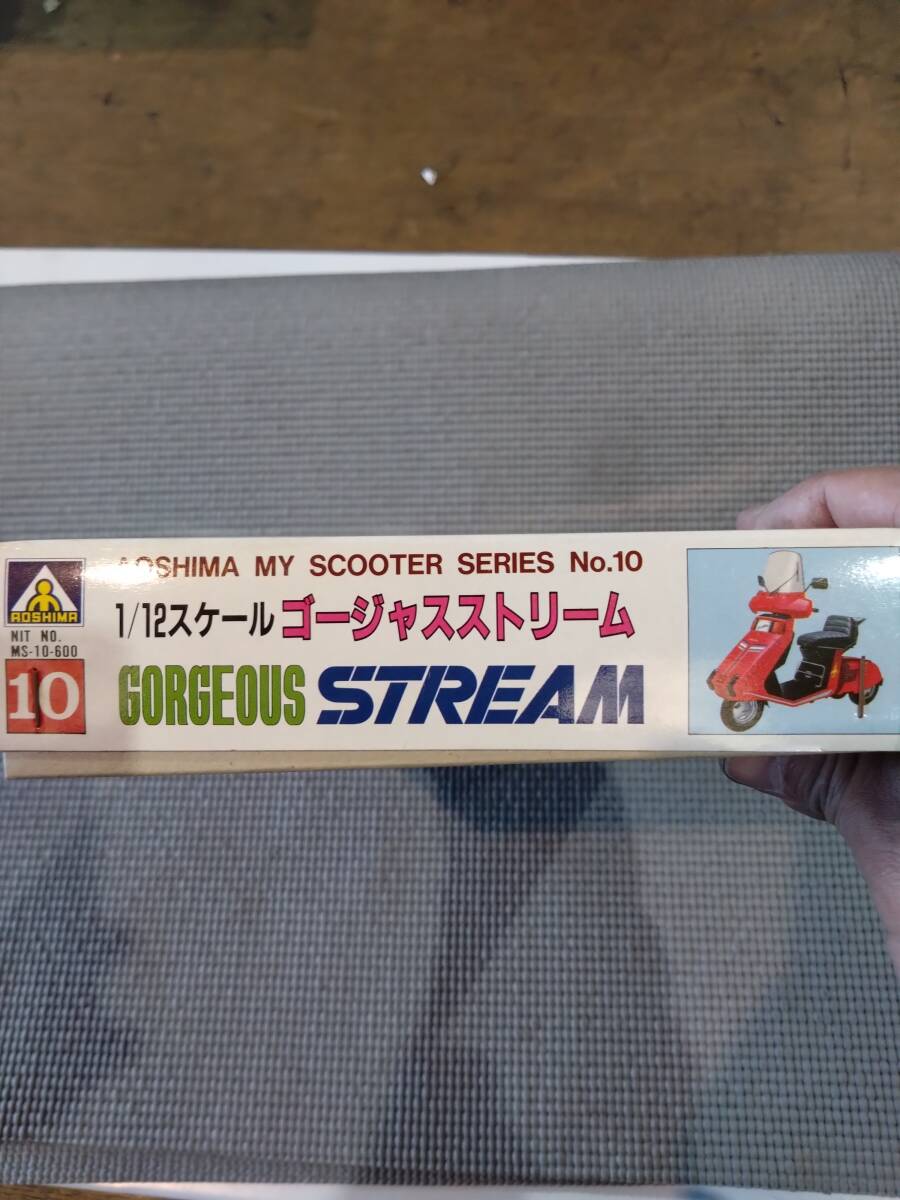 AOSHIMA MY SCOOTER SERIES No.10
AOSHIMA
1/12スケール ゴージャスストリーム
NIT NO.
MS-10-600
10
GORGEOUS STREAM